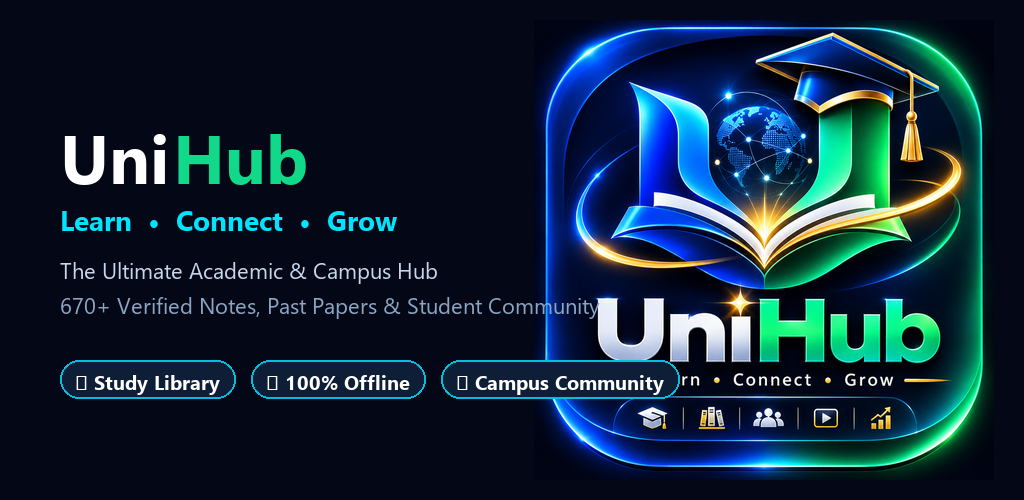 UniHub
Learn • Connect • Grow
The Ultimate Academic & Campus Hub
670+ Verified Notes, Past Papers & Student Community
Study Library
100% Offline
Campus Community
UniHub
rn • Connect • Grow